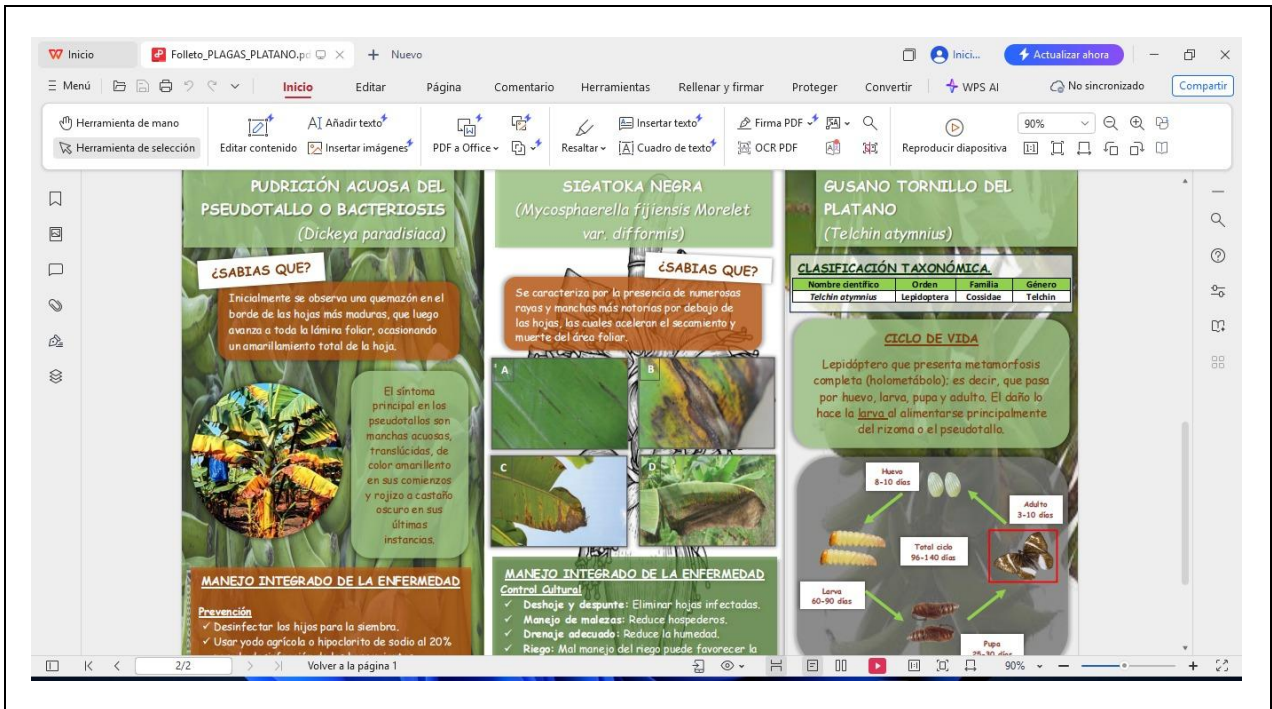 Inicio
Folleto_PLAGAS_PLATANO.pd
+ Nuevo
Inici...
Actualizar ahora
Menú
Inicio
Editar
Página
Comentario
Herramientas
Rellenar y firmar
Proteger
Convertir
WPS AI
No sincronizado
Compartir
Herramienta de mano
Herramienta de selección
Editar contenido
Añadir texto
Insertar imágenes
PDF a Office
Resaltar
Insertar texto
Cuadro de texto
Firma PDF
OCR PDF
Reproducir diapositiva
90%
PUDRICIÓN ACUOSA DEL
PSEUDOTALLO O BACTERIOSIS
(Dickeya paradisiaca)
¿SABIAS QUE?
Inicialmente se observa una quemazón en el
borde de las hojas más maduras, que luego
avanza a toda la lámina foliar, ocasionando
un amarillamiento total de la hoja.
El síntoma
principal en los
pseudotallos son
manchas acuosas,
translúcidas, de
color amarillento
en sus comienzos
y rojizo a castaño
oscuro en sus
últimas
instancias.
MANEJO INTEGRADO DE LA ENFERMEDAD
Prevención
✓ Desinfectar los hijos para la siembra.
✓ Usar yodo agrícola o hipoclorito de sodio al 20%
SIGATOKA NEGRA
(Mycosphaerella fijiensis Morelet
var. difformis)
¿SABIAS QUE?
Se caracteriza por la presencia de numerosas
rayas y manchas más notorias por debajo de
las hojas, las cuales aceleran el secamiento y
muerte del área foliar.
A
B
C
D
MANEJO INTEGRADO DE LA ENFERMEDAD
Control Cultural
✓ Deshoje y despunte: Eliminar hojas infectadas.
✓ Manejo de malezas: Reduce hospederos.
✓ Drenaje adecuado: Reduce la humedad.
✓ Riego: Mal manejo del riego puede favorecer la
GUSANO TORNILLO DEL
PLATANO
(Telchin atymnius)
CLASIFICACIÓN TAXONÓMICA.
Nombre científico Orden Familia Género
Telchin atymnius Lepidoptera Cossidae Telchin
CICLO DE VIDA
Lepidóptero que presenta metamorfosis
completa (holometábolo); es decir, que pasa
por huevo, larva, pupa y adulto. El daño lo
hace la larva al alimentarse principalmente
del rizoma o el pseudotallo.
Huevo
8-10 días
Adulto
3-10 días
Total ciclo
96-140 días
Larva
60-90 días
Pupa
25-30 días
2/2
Volver a la página 1
90%